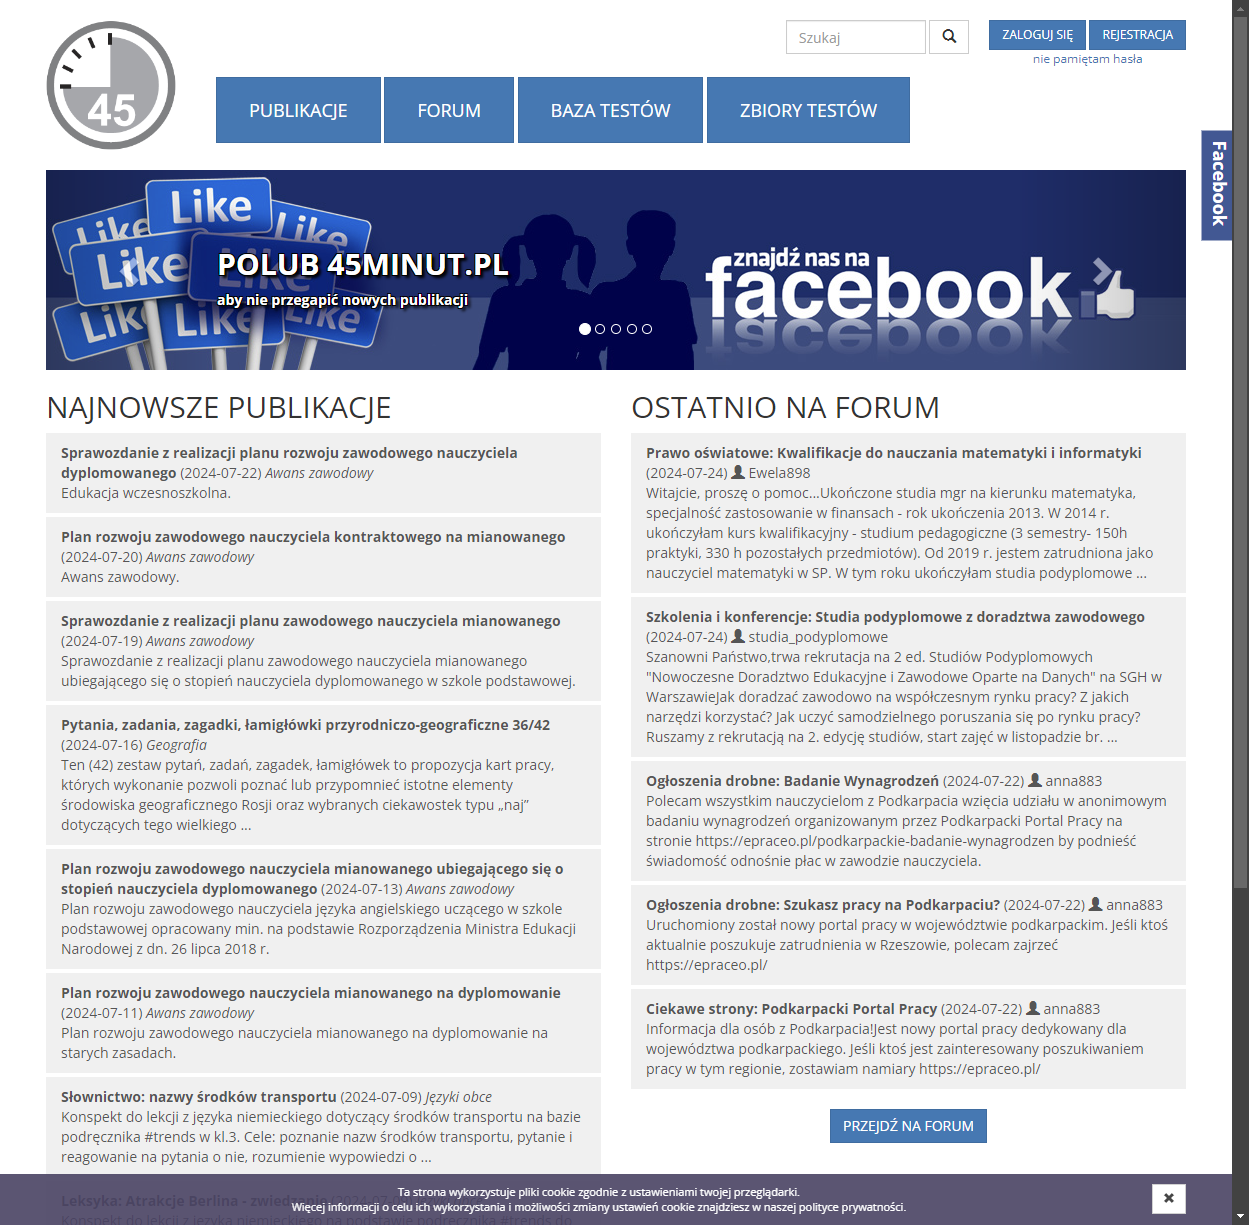 45
Szukaj
ZALOGUJ SIĘ
REJESTRACJA
nie pamiętam hasła
PUBLIKACJE
FORUM
BAZA TESTÓW
ZBIORY TESTÓW
Facebook
Like
Like
Like
Like
Like
Like
Like
POLUB 45MINUT.PL
aby nie przegapić nowych publikacji
znajdź nas na
facebook
NAJNOWSZE PUBLIKACJE
Sprawozdanie z realizacji planu rozwoju zawodowego nauczyciela
dyplomowanego (2024-07-22) Awans zawodowy
Edukacja wczesnoszkolna.
Plan rozwoju zawodowego nauczyciela kontraktowego na mianowanego
(2024-07-20) Awans zawodowy
Awans zawodowy.
Sprawozdanie z realizacji planu zawodowego nauczyciela mianowanego
(2024-07-19) Awans zawodowy
Sprawozdanie z realizacji planu zawodowego nauczyciela mianowanego
ubiegającego się o stopień nauczyciela dyplomowanego w szkole podstawowej.
Pytania, zadania, zagadki, łamigłówki przyrodniczo-geograficzne 36/42
(2024-07-16) Geografia
Ten (42) zestaw pytań, zadań, zagadek, łamigłówek to propozycja kart pracy,
których wykonanie pozwoli poznać lub przypomnieć istotne elementy
środowiska geograficznego Rosji oraz wybranych ciekawostek typu „naj”
dotyczących tego wielkiego ...
Plan rozwoju zawodowego nauczyciela mianowanego ubiegającego się o
stopień nauczyciela dyplomowanego (2024-07-13) Awans zawodowy
Plan rozwoju zawodowego nauczyciela języka angielskiego uczącego w szkole
podstawowej opracowany min. na podstawie Rozporządzenia Ministra Edukacji
Narodowej z dn. 26 lipca 2018 r.
Plan rozwoju zawodowego nauczyciela mianowanego na dyplomowanie
(2024-07-11) Awans zawodowy
Plan rozwoju zawodowego nauczyciela mianowanego na dyplomowanie na
starych zasadach.
Słownictwo: nazwy środków transportu (2024-07-09) Języki obce
Konspekt do lekcji z języka niemieckiego dotyczący środków transportu na bazie
podręcznika #trends w kl.3. Cele: poznanie nazw środków transportu, pytanie i
reagowanie na pytania o nie, rozumienie wypowiedzi o ...
Leksyka: Atrakcje Berlina - zwiedzanie
Konspekt do lekcji z języka niemieckiego na podstawie podręcznika #trends do
OSTATNIO NA FORUM
Prawo oświatowe: Kwalifikacje do nauczania matematyki i informatyki
(2024-07-24) Ewela898
Witajcie, proszę o pomoc...Ukończone studia mgr na kierunku matematyka,
specjalność zastosowanie w finansach - rok ukończenia 2013. W 2014 r.
ukończyłam kurs kwalifikacyjny - studium pedagogiczne (3 semestry- 150h
praktyki, 330 h pozostałych przedmiotów). Od 2019 r. jestem zatrudniona jako
nauczyciel matematyki w SP. W tym roku ukończyłam studia podyplomowe ...
Szkolenia i konferencje: Studia podyplomowe z doradztwa zawodowego
(2024-07-24) studia_podyplomowe
Szanowni Państwo,trwa rekrutacja na 2 ed. Studiów Podyplomowych
"Nowoczesne Doradztwo Edukacyjne i Zawodowe Oparte na Danych" na SGH w
WarszawieJak doradzać zawodowo na współczesnym rynku pracy? Z jakich
narzędzi korzystać? Jak uczyć samodzielnego poruszania się po rynku pracy?
Ruszamy z rekrutacją na 2. edycję studiów, start zajęć w listopadzie br. ...
Ogłoszenia drobne: Badanie Wynagrodzeń (2024-07-22) anna883
Polecam wszystkim nauczycielom z Podkarpacia wzięcia udziału w anonimowym
badaniu wynagrodzeń organizowanym przez Podkarpacki Portal Pracy na
stronie https://epraceo.pl/podkarpackie-badanie-wynagrodzen by podnieść
świadomość odnośnie płac w zawodzie nauczyciela.
Ogłoszenia drobne: Szukasz pracy na Podkarpaciu? (2024-07-22) anna883
Uruchomiony został nowy portal pracy w województwie podkarpackim. Jeśli ktoś
aktualnie poszukuje zatrudnienia w Rzeszowie, polecam zajrzeć
https://epraceo.pl/
Ciekawe strony: Podkarpacki Portal Pracy (2024-07-22) anna883
Informacja dla osób z Podkarpacia!Jest nowy portal pracy dedykowany dla
województwa podkarpackiego. Jeśli ktoś jest zainteresowany poszukiwaniem
pracy w tym regionie, zostawiam namiary https://epraceo.pl/
PRZEJDŹ NA FORUM
Ta strona wykorzystuje pliki cookie zgodnie z ustawieniami twojej przeglądarki.
Więcej informacji o celu ich wykorzystania i możliwości zmiany ustawień cookie znajdziesz w naszej polityce prywatności.